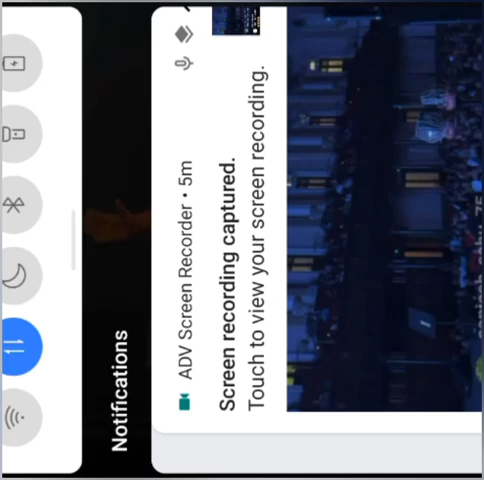 Notifications
ADV Screen Recorder • 5m
Screen recording captured.
Touch to view your screen recording.